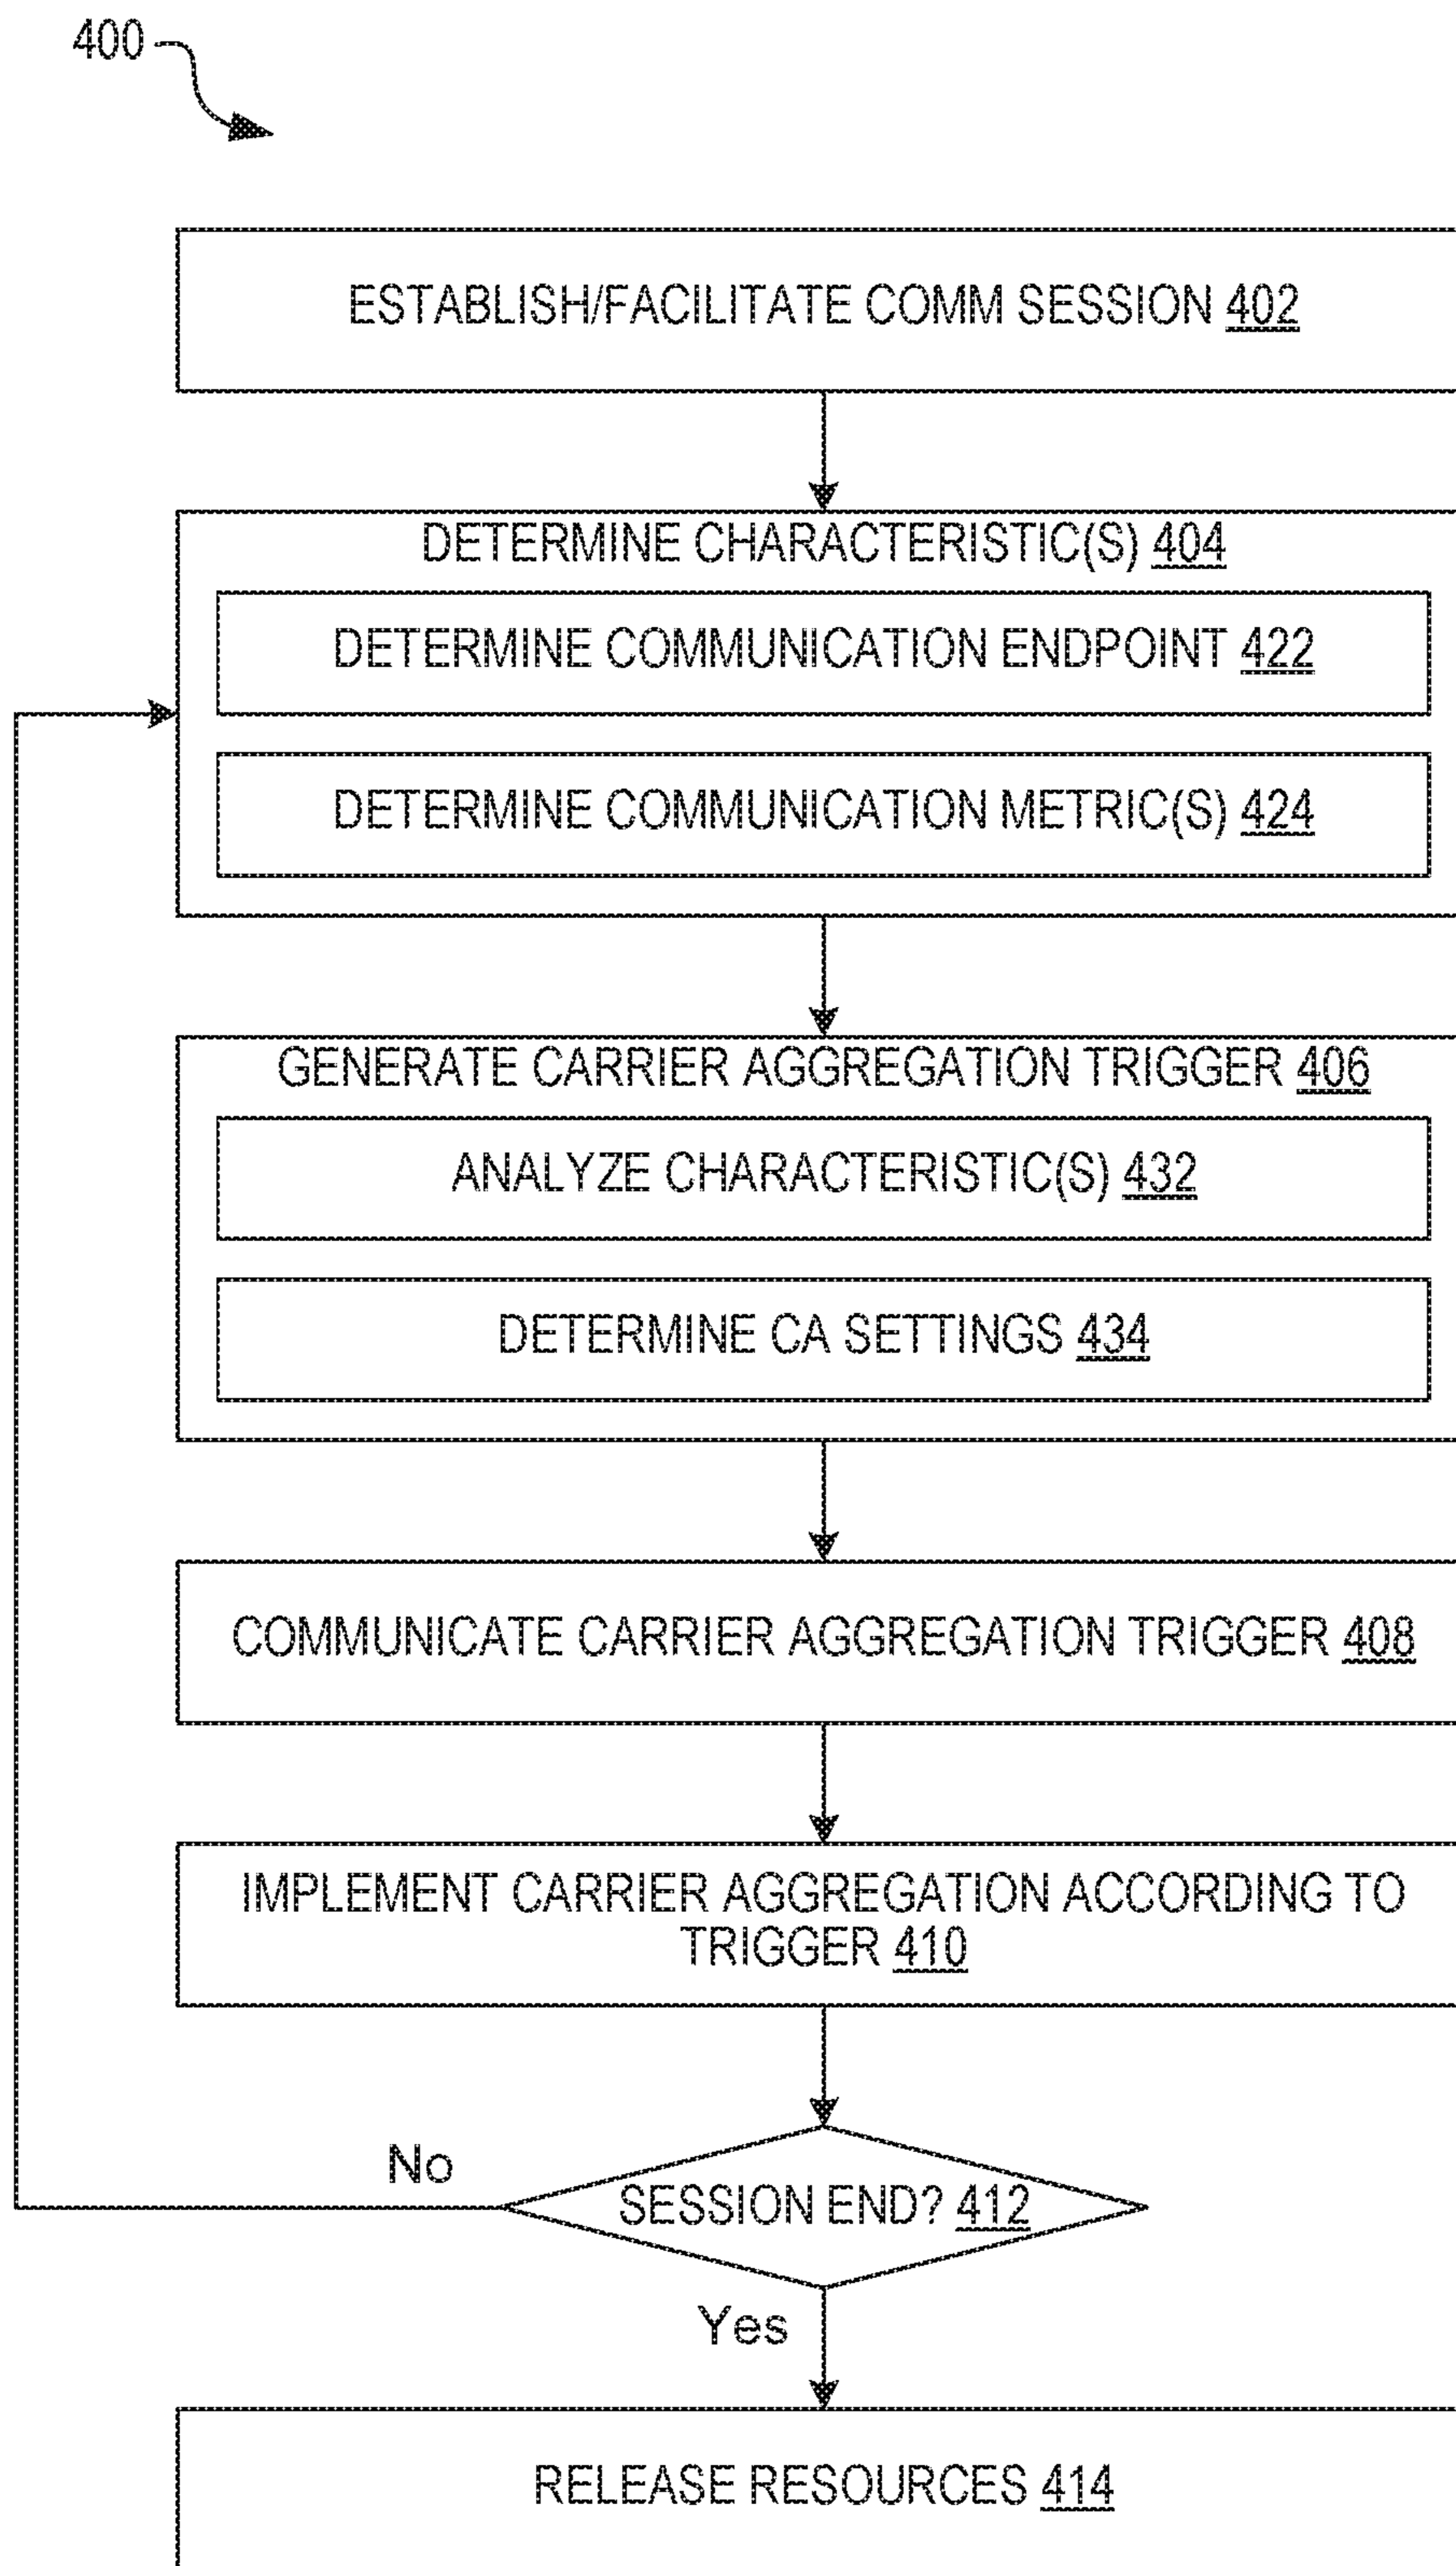 400
ESTABLISH/FACILITATE COMM SESSION 402
DETERMINE CHARACTERISTIC(S) 404
DETERMINE COMMUNICATION ENDPOINT 422
DETERMINE COMMUNICATION METRIC(S) 424
GENERATE CARRIER AGGREGATION TRIGGER 406
ANALYZE CHARACTERISTIC(S) 432
DETERMINE CA SETTINGS 434
COMMUNICATE CARRIER AGGREGATION TRIGGER 408
IMPLEMENT CARRIER AGGREGATION ACCORDING TO
TRIGGER 410
No
SESSION END? 412
Yes
RELEASE RESOURCES 414